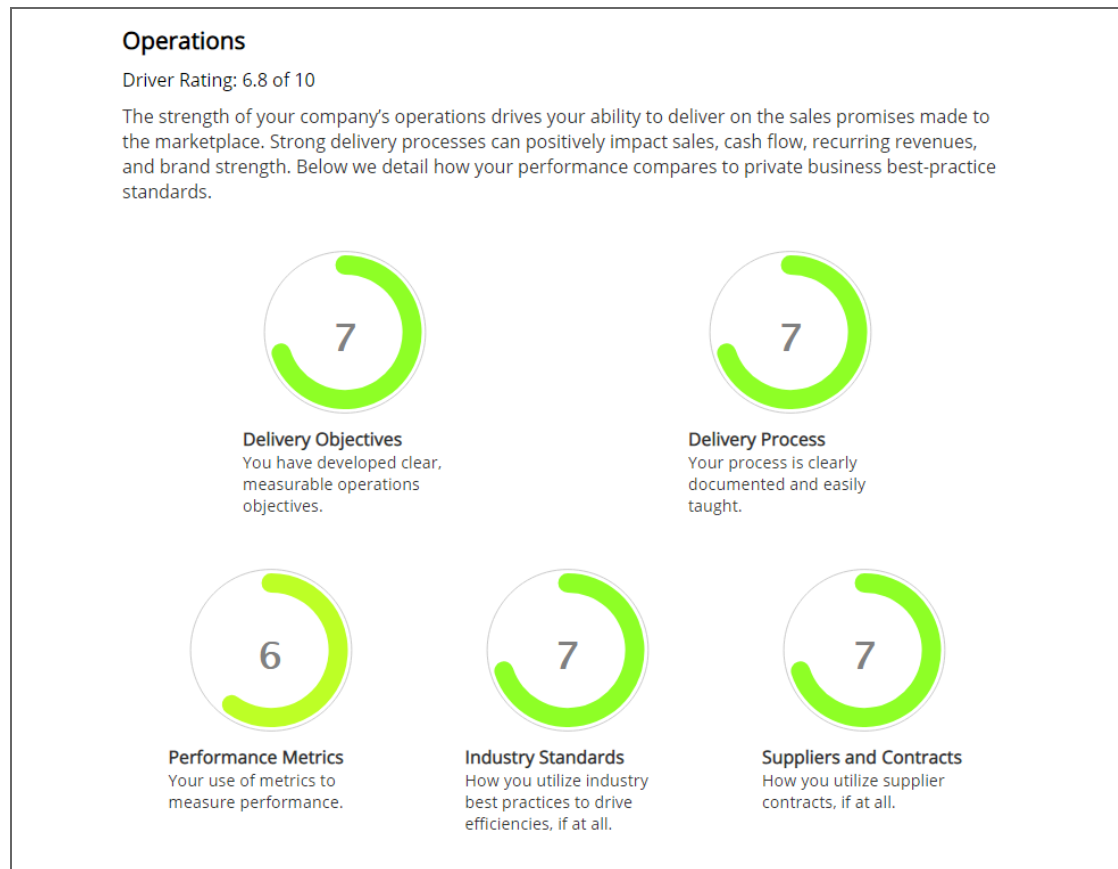 Operations
Driver Rating: 6.8 of 10
The strength of your company’s operations drives your ability to deliver on the sales promises made to
the marketplace. Strong delivery processes can positively impact sales, cash flow, recurring revenues,
and brand strength. Below we detail how your performance compares to private business best-practice
standards.
7
Delivery Objectives
You have developed clear,
measurable operations
objectives.
7
Delivery Process
Your process is clearly
documented and easily
taught.
6
Performance Metrics
Your use of metrics to
measure performance.
7
Industry Standards
How you utilize industry
best practices to drive
efficiencies, if at all.
7
Suppliers and Contracts
How you utilize supplier
contracts, if at all.